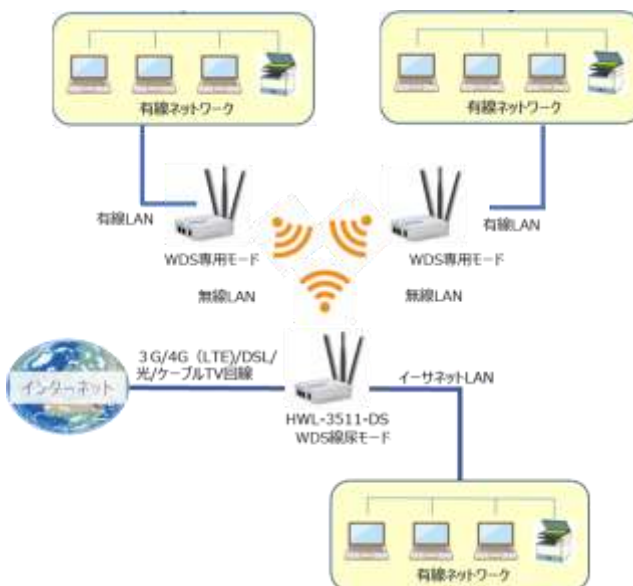 有線ネットワーク
有線ネットワーク
有線LAN
有線LAN
WDS専用モード
WDS専用モード
無線LAN
無線LAN
3G/4G (LTE)/DSL/
光/ケーブルTV回線
インターネット
イーサネットLAN
HWL-3511-DS
WDS線尿モード
有線ネットワーク